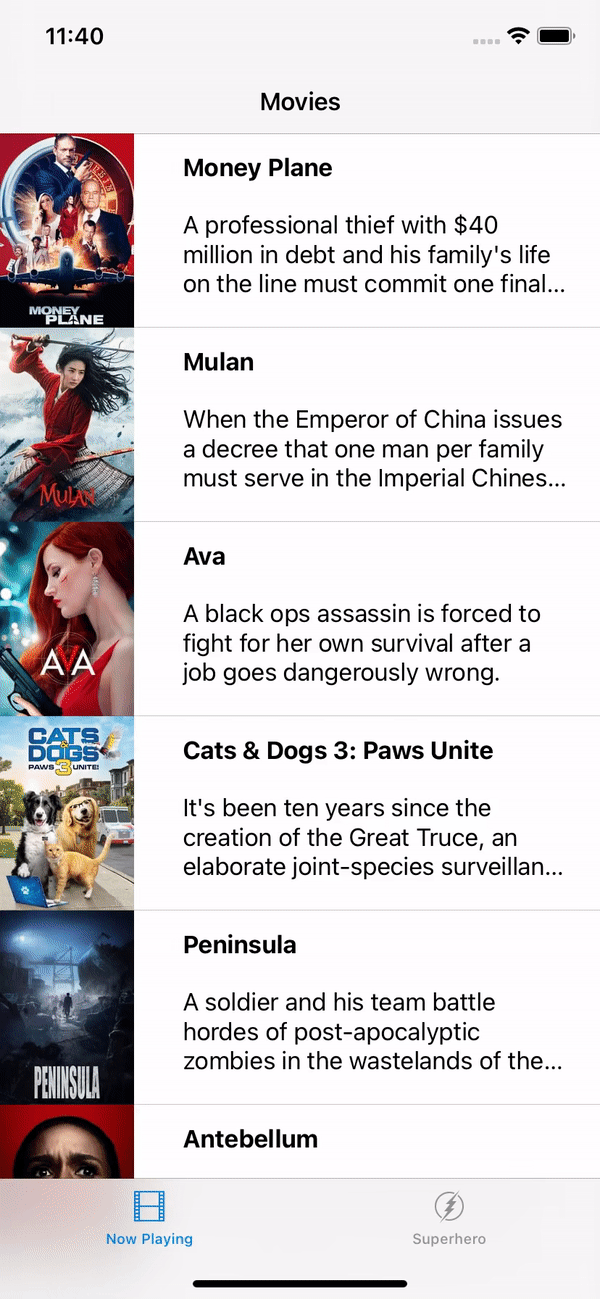 11:40
Movies
MONEY
PLANE
Money Plane
A professional thief with $40
million in debt and his family's life
on the line must commit one final...
MULAN
Mulan
When the Emperor of China issues
a decree that one man per family
must serve in the Imperial Chines...
AVA
Ava
A black ops assassin is forced to
fight for her own survival after a
job goes dangerously wrong.
CATS
& DOGS
PAWS 3 UNITE!
Cats & Dogs 3: Paws Unite
It's been ten years since the
creation of the Great Truce, an
elaborate joint-species surveillan...
PENINSULA
Peninsula
A soldier and his team battle
hordes of post-apocalyptic
zombies in the wastelands of the...
Antebellum
Now Playing
Superhero